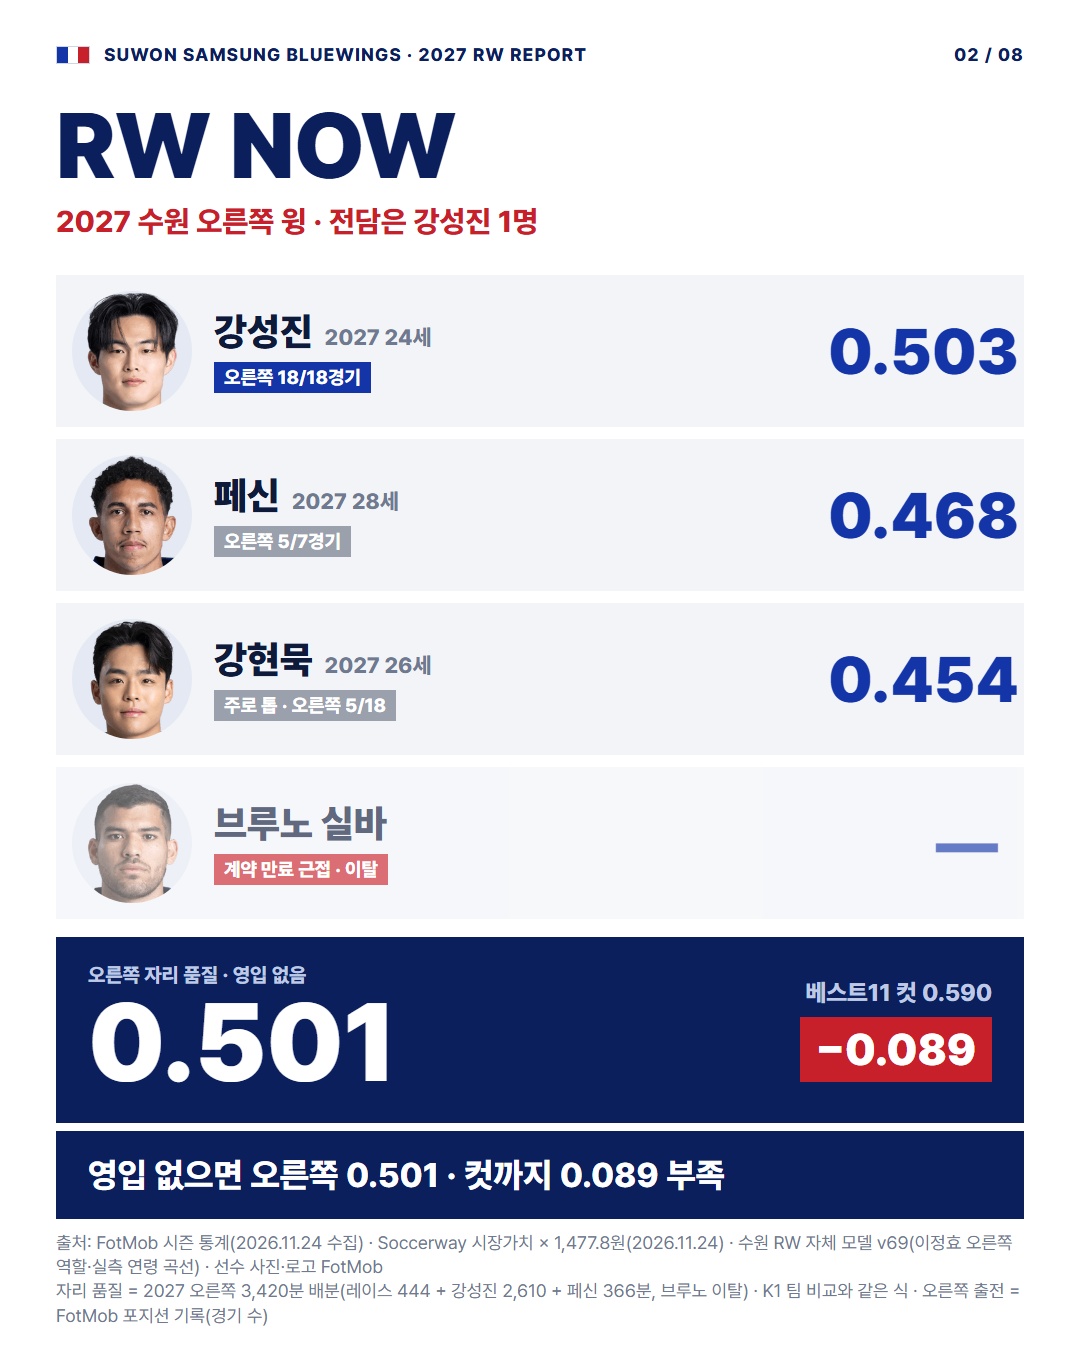 SUWON SAMSUNG BLUEWINGS · 2027 RW REPORT
02 / 08
RW NOW
2027 수원 오른쪽 윙 · 전담은 강성진 1명
강성진 2027 24세
오른쪽 18/18경기
0.503
페신 2027 28세
오른쪽 5/7경기
0.468
강현묵 2027 26세
주로 톱 · 오른쪽 5/18
0.454
브루노 실바
계약 만료 근접 · 이탈
—
오른쪽 자리 품질 · 영입 없음
0.501
베스트11 컷 0.590
−0.089
영입 없으면 오른쪽 0.501 · 컷까지 0.089 부족
출처: FotMob 시즌 통계(2026.11.24 수집) · Soccerway 시장가치 × 1,477.8원(2026.11.24) · 수원 RW 자체 모델 v69(이정효 오른쪽
역할·실측 연령 곡선) · 선수 사진·로고 FotMob
자리 품질 = 2027 오른쪽 3,420분 배분(레이스 444 + 강성진 2,610 + 페신 366분, 브루노 이탈) · K1 팀 비교와 같은 식 · 오른쪽 출전 =
FotMob 포지션 기록(경기 수)